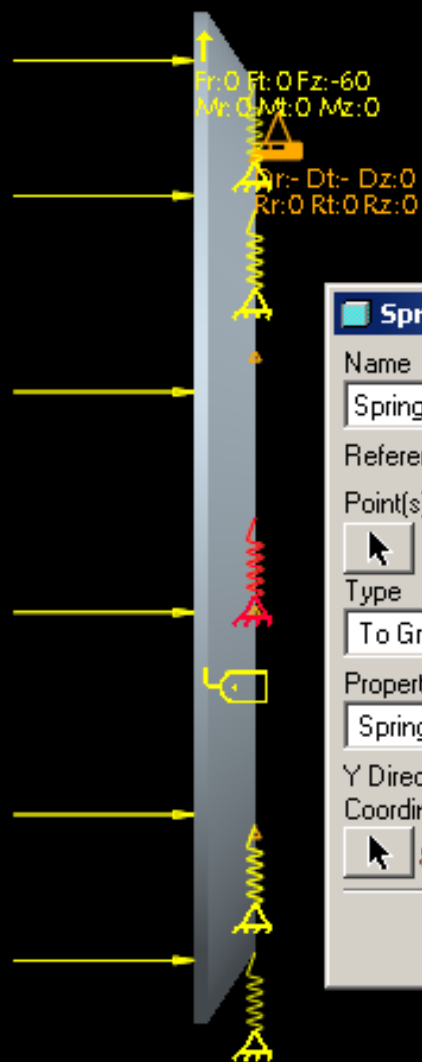 Fr:0 Ft:0 Fz:-60
Mr:0 Mt:0 Mz:0
Dt:- Dz:0
Rr:0 Rt:0 Rz:0
Spr
Name
Spring
Referen
Point(s)
Type
To Gr
Propert
Spring
Y Direc
Coordin